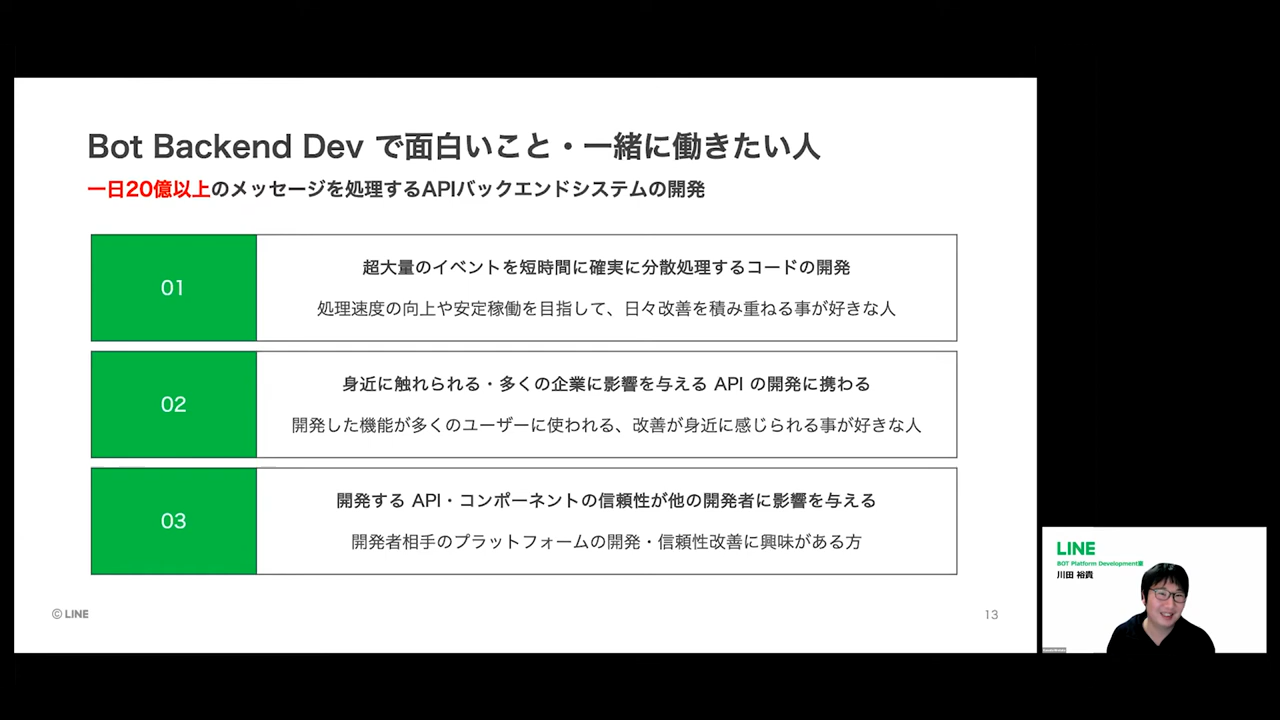 Bot Backend Dev で面白いこと・一緒に働きたい人
一日20億以上のメッセージを処理するAPIバックエンドシステムの開発
01
超大量のイベントを短時間に確実に分散処理するコードの開発
処理速度の向上や安定稼働を目指して、日々改善を積み重ねる事が好きな人
02
身近に触れられる・多くの企業に影響を与える API の開発に携わる
開発した機能が多くのユーザーに使われる、改善が身近に感じられる事が好きな人
03
開発する API・コンポーネントの信頼性が他の開発者に影響を与える
開発者相手のプラットフォームの開発・信頼性改善に興味がある方
© LINE
13
LINE
BOT Platform Development室
川田 裕貴